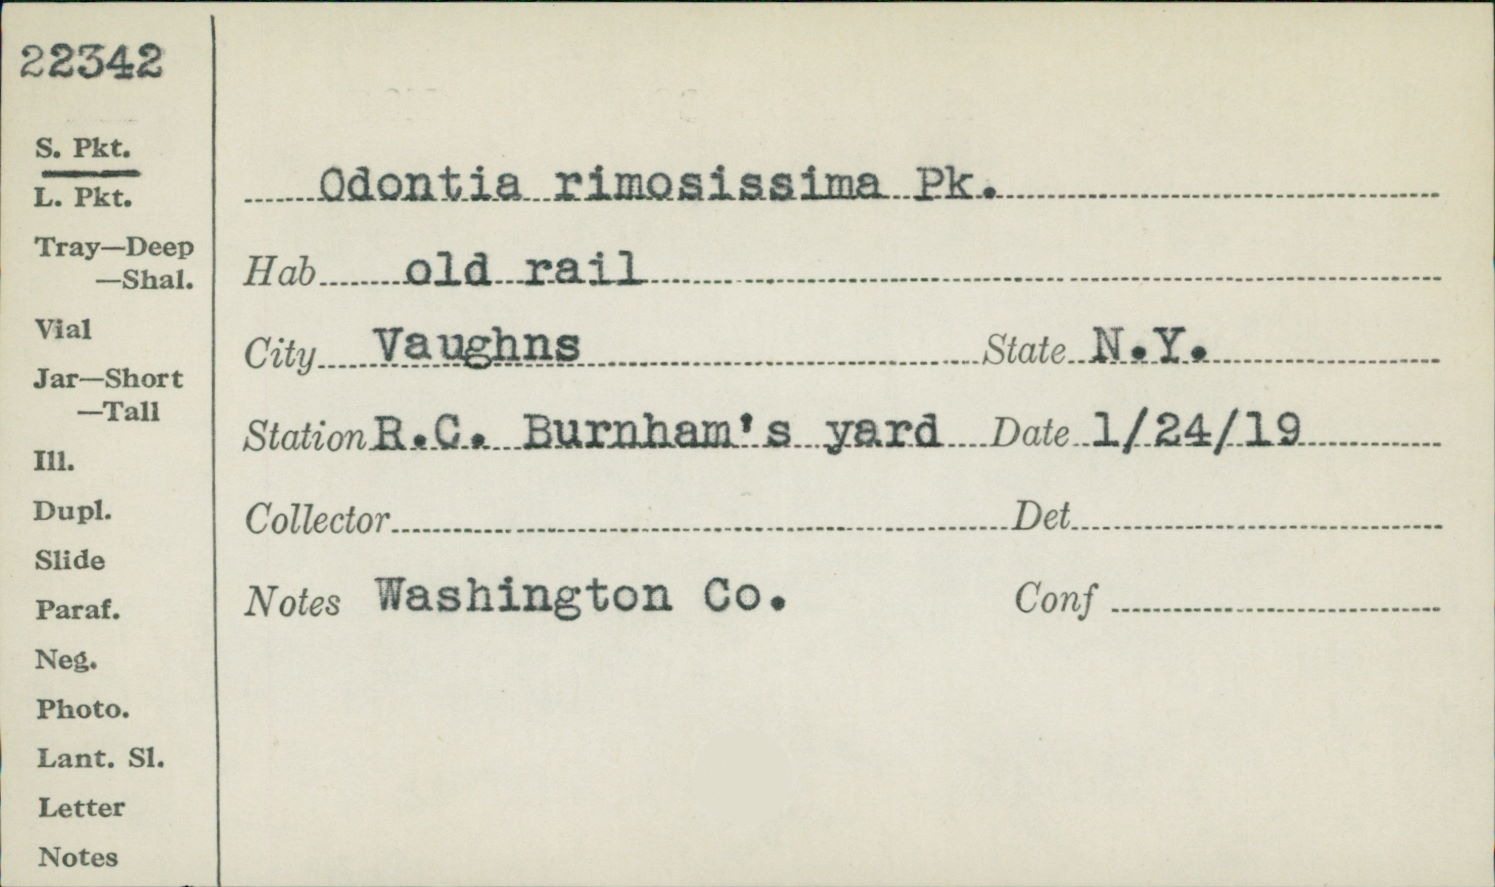 22342
S. Pkt.
L. Pkt.
Tray—Deep
—Shal.
Vial
Jar—Short
—Tall
Ill.
Dupl.
Slide
Paraf.
Neg.
Photo.
Lant. Sl.
Letter
Notes
Odontia rimosissima Pk.
Hab old rail
City Vaughns State N.Y.
Station R.C. Burnham's yard Date 1/24/19
Collector Det
Notes Washington Co. Conf